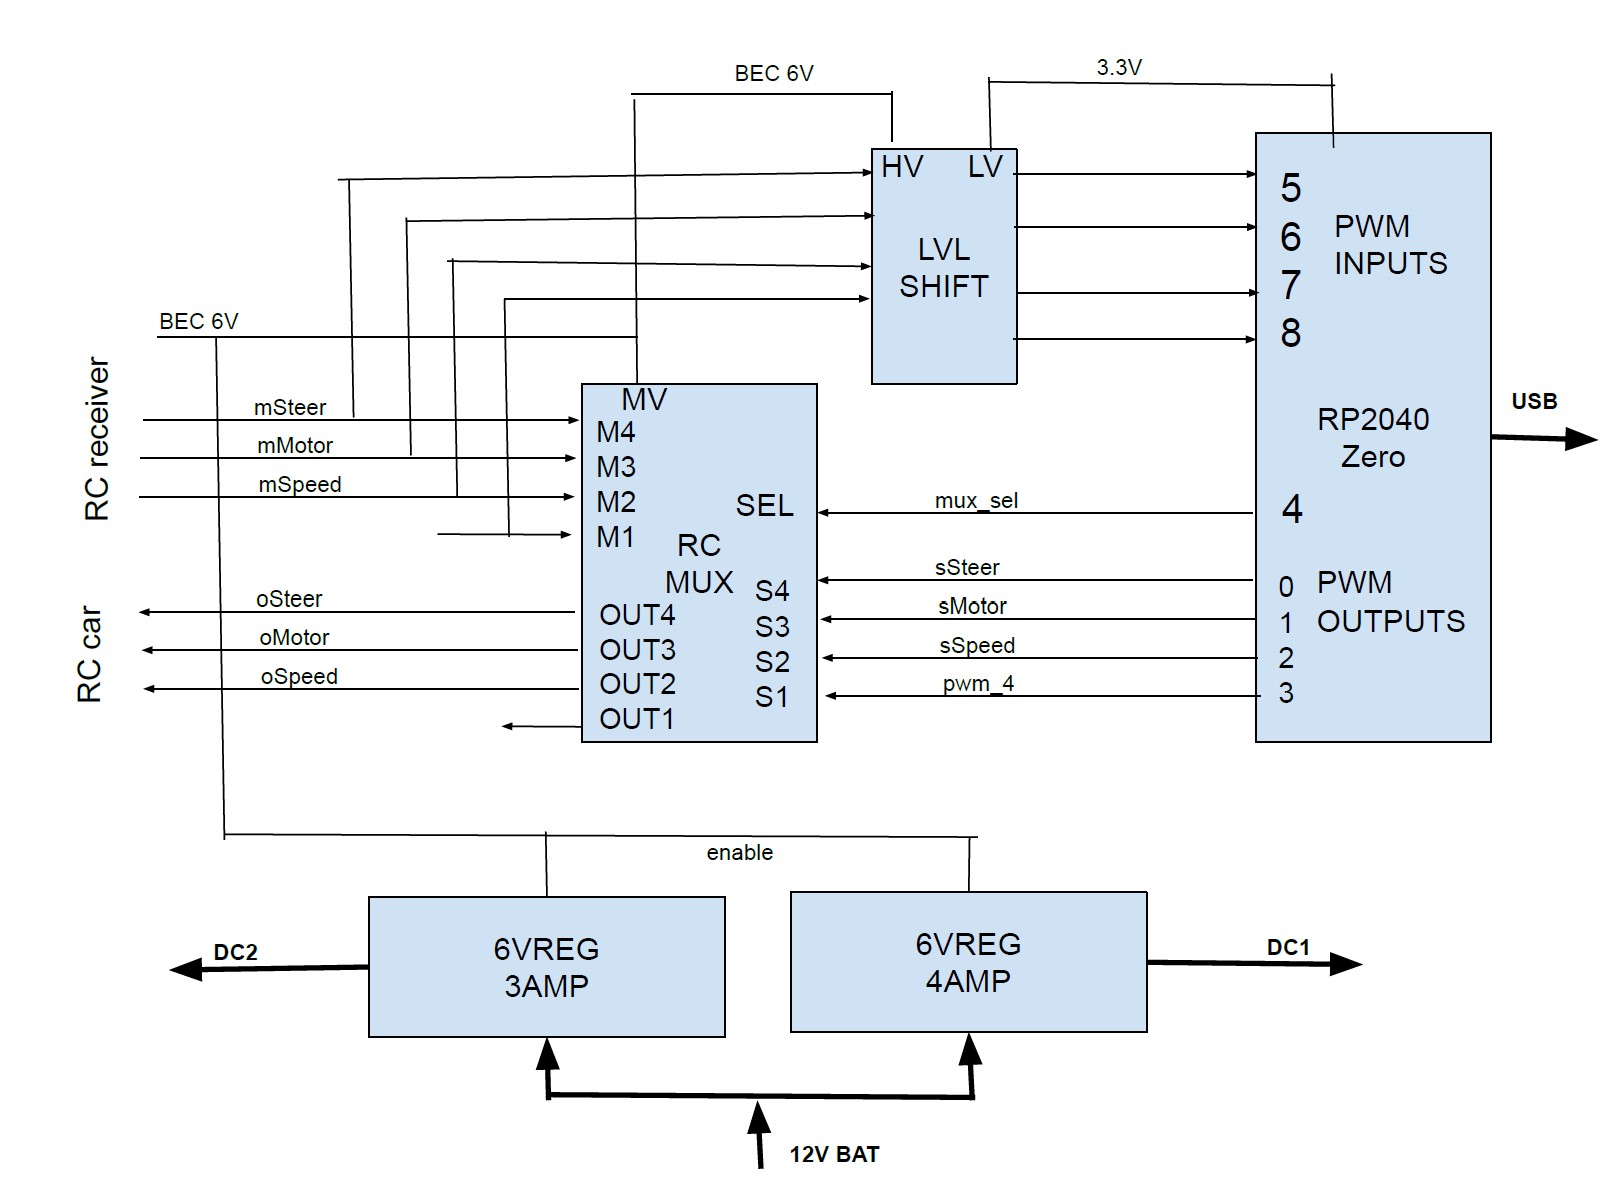 3.3V
BEC 6V
HV LV
LVL
SHIFT
5
6
7
8
PWM
INPUTS
BEC 6V
RC receiver
mSteer
mMotor
mSpeed
MV
M4
M3
M2
M1
SEL
RC
MUX
S4
S3
S2
S1
OUT4
OUT3
OUT2
OUT1
RP2040
Zero
USB
mux_sel
4
sSteer
sMotor
sSpeed
pwm_4
0
1
2
3
PWM
OUTPUTS
RC car
oSteer
oMotor
oSpeed
enable
6VREG
3AMP
6VREG
4AMP
DC2
DC1
12V BAT